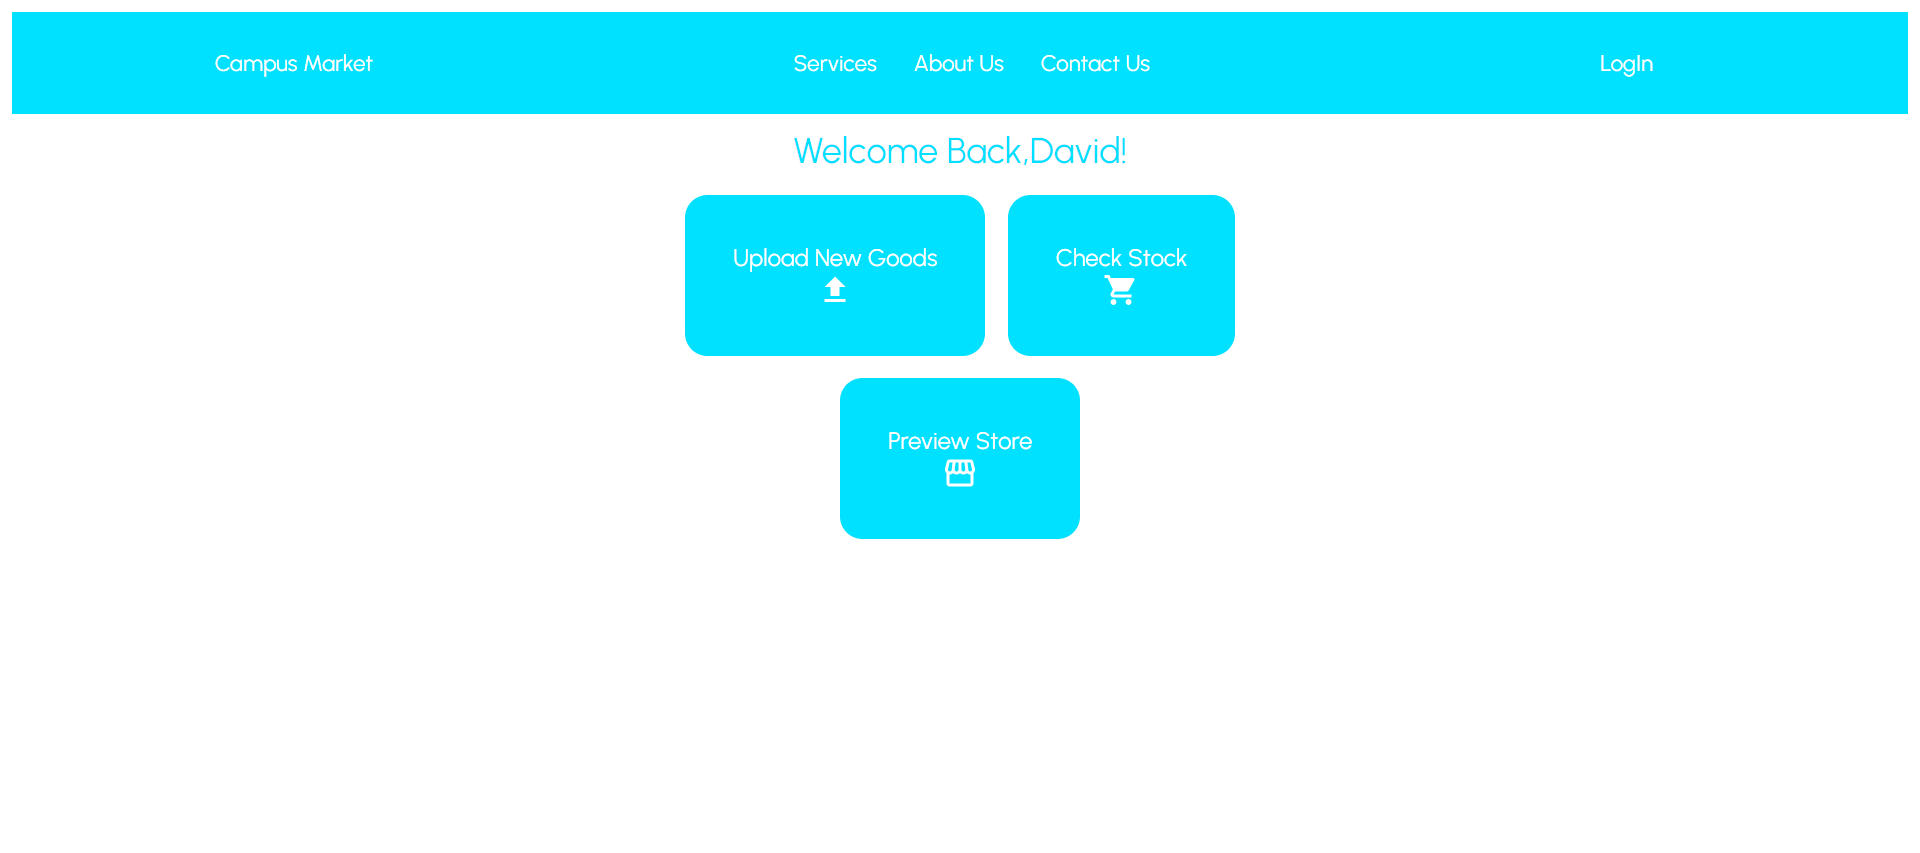 Campus Market Services About Us Contact Us LogIn
Welcome Back,David!
Upload New Goods Check Stock
Preview Store